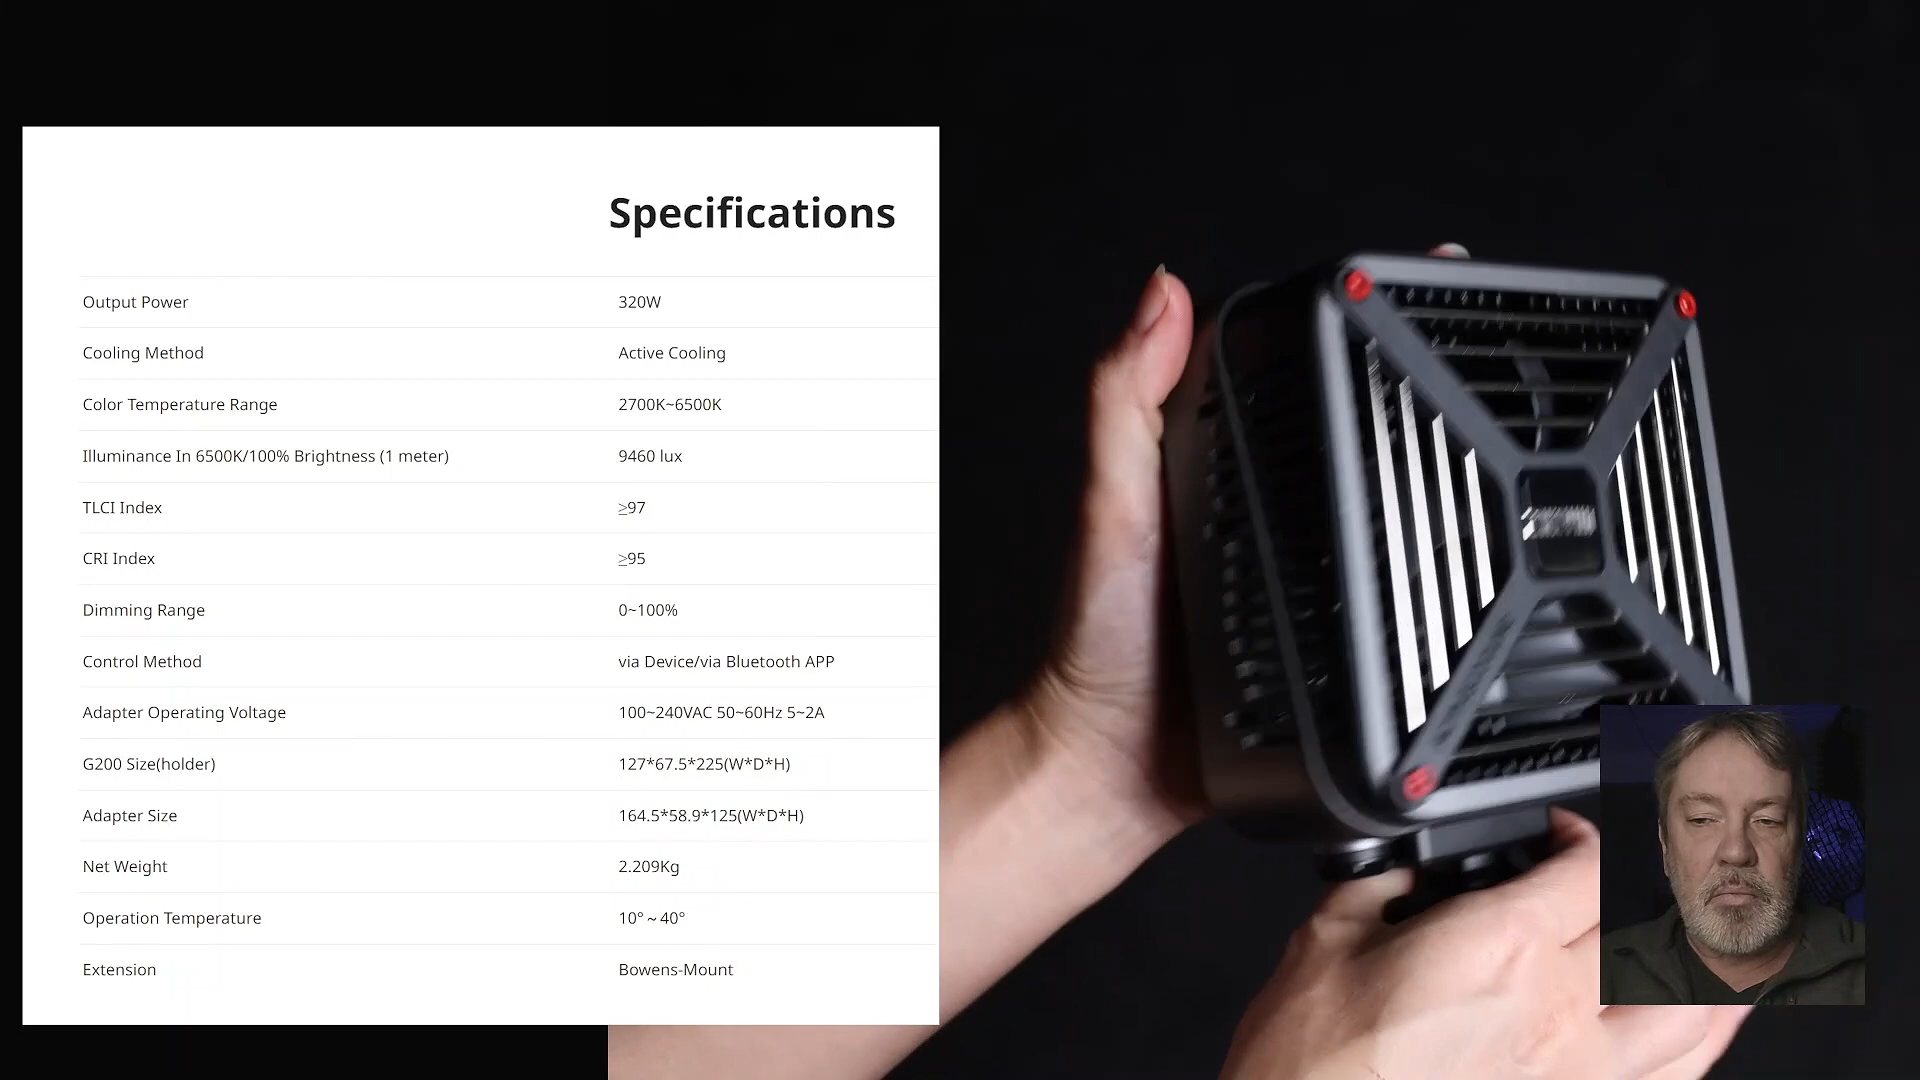 Specifications
Output Power 320W
Cooling Method Active Cooling
Color Temperature Range 2700K~6500K
Illuminance In 6500K/100% Brightness (1 meter) 9460 lux
TLCI Index ≥97
CRI Index ≥95
Dimming Range 0~100%
Control Method via Device/via Bluetooth APP
Adapter Operating Voltage 100~240VAC 50~60Hz 5~2A
G200 Size(holder) 127*67.5*225(W*D*H)
Adapter Size 164.5*58.9*125(W*D*H)
Net Weight 2.209Kg
Operation Temperature 10°～40°
Extension Bowens-Mount